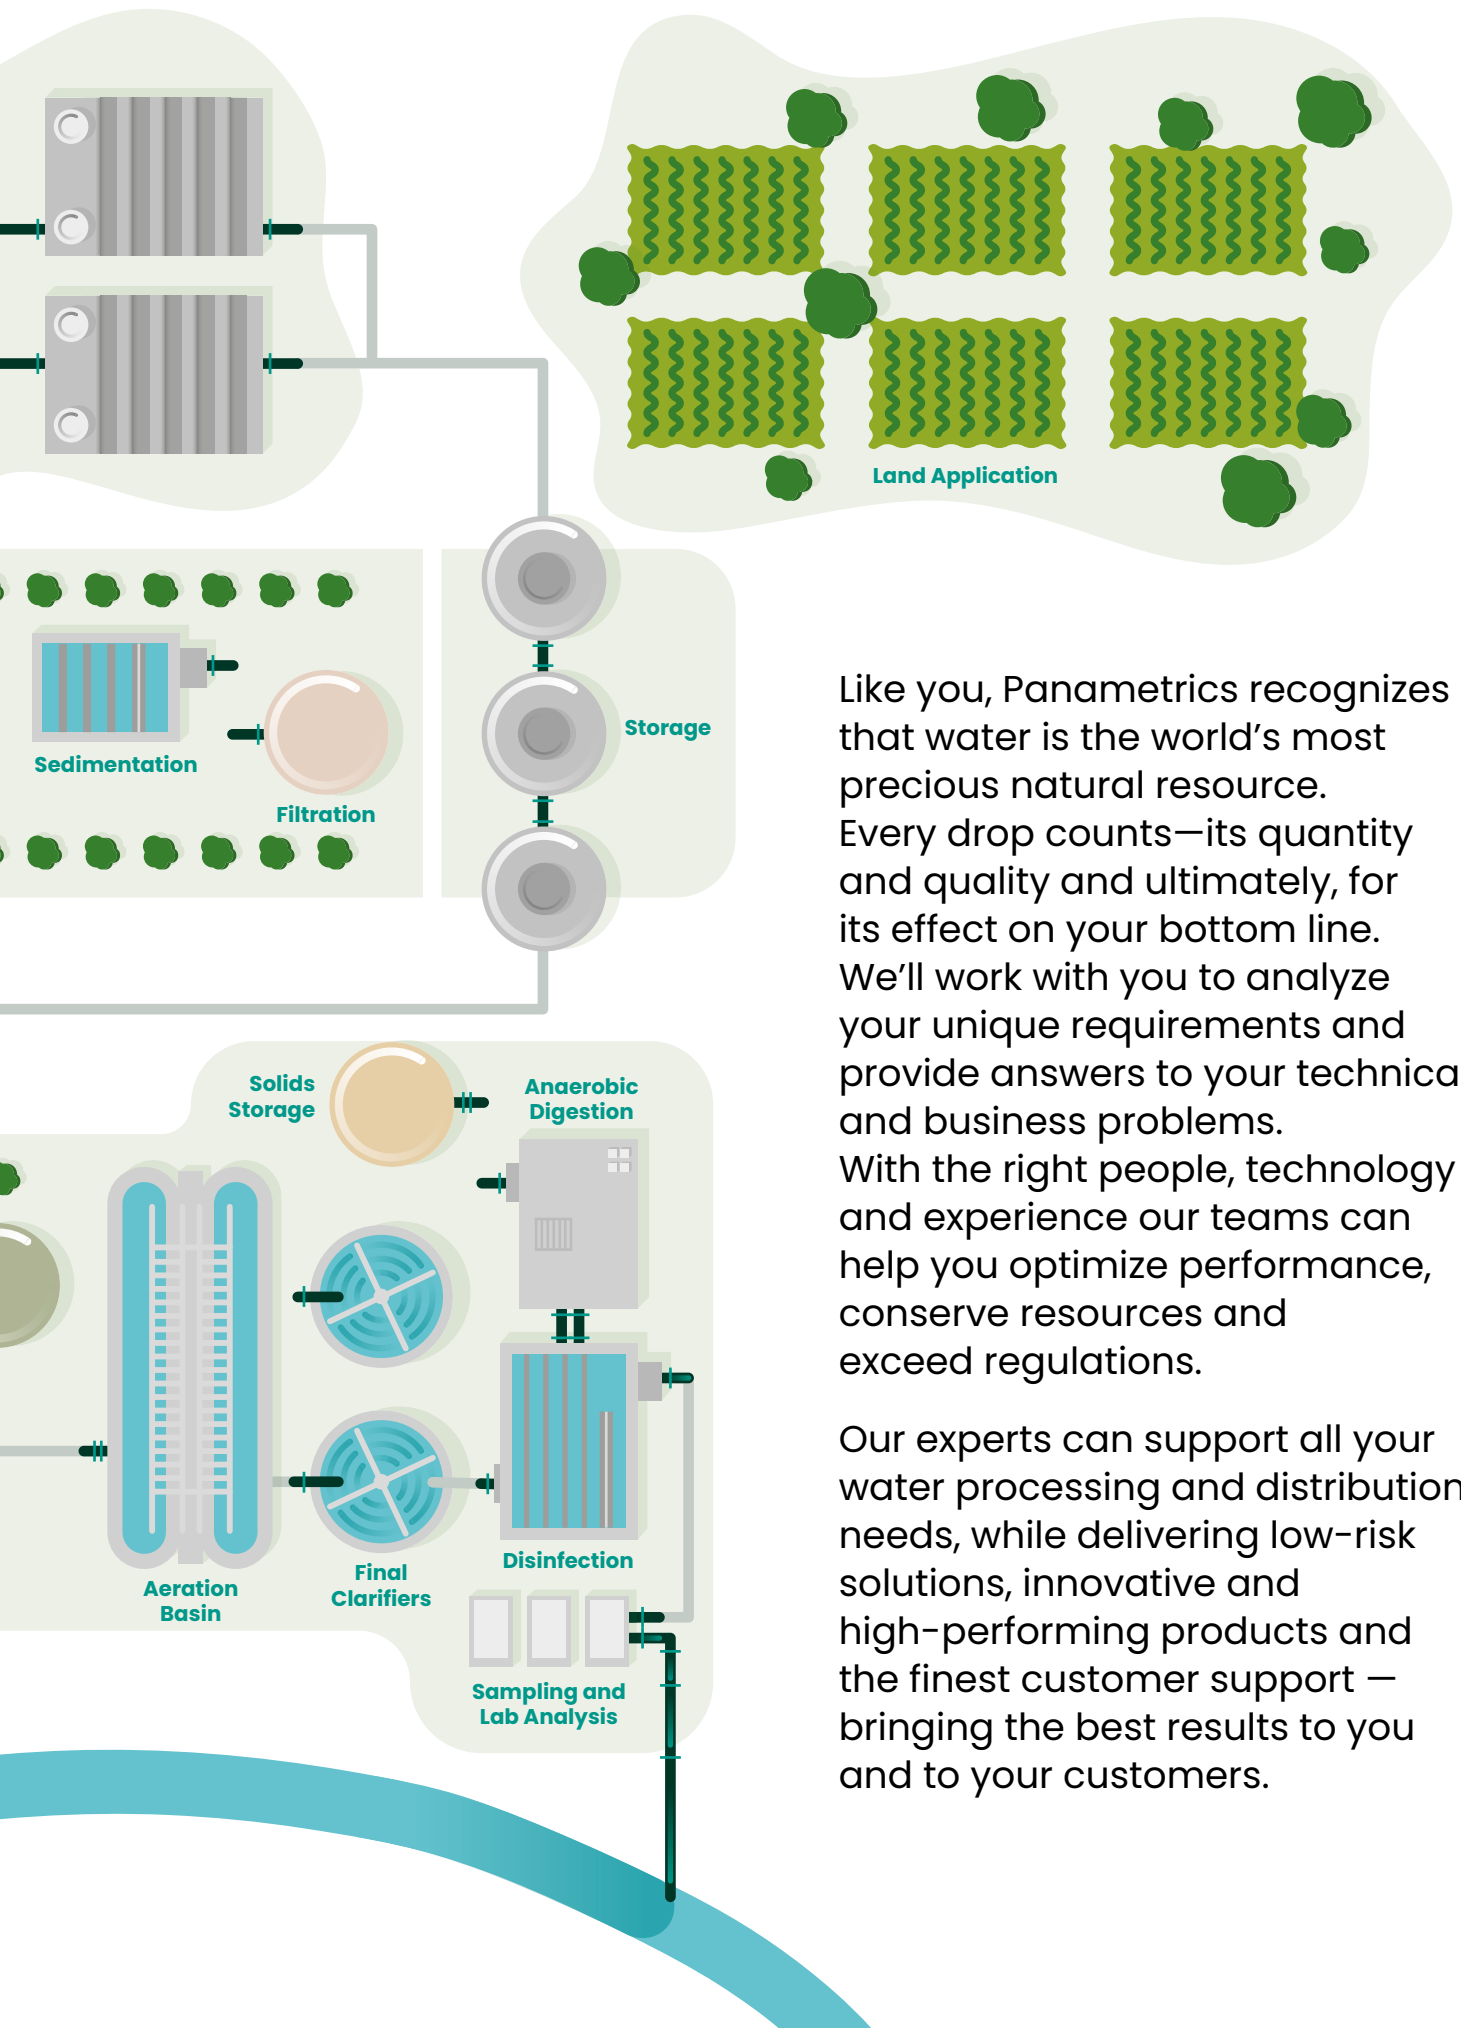 Land Application
Storage
Sedimentation
Filtration
Solids
Storage
Anaerobic
Digestion
Aeration
Basin
Final
Clarifiers
Disinfection
Sampling and
Lab Analysis
Like you, Panametrics recognizes
that water is the world’s most
precious natural resource.
Every drop counts—its quantity
and quality and ultimately, for
its effect on your bottom line.
We’ll work with you to analyze
your unique requirements and
provide answers to your technica
and business problems.
With the right people, technology
and experience our teams can
help you optimize performance,
conserve resources and
exceed regulations.
Our experts can support all your
water processing and distribution
needs, while delivering low-risk
solutions, innovative and
high-performing products and
the finest customer support —
bringing the best results to you
and to your customers.